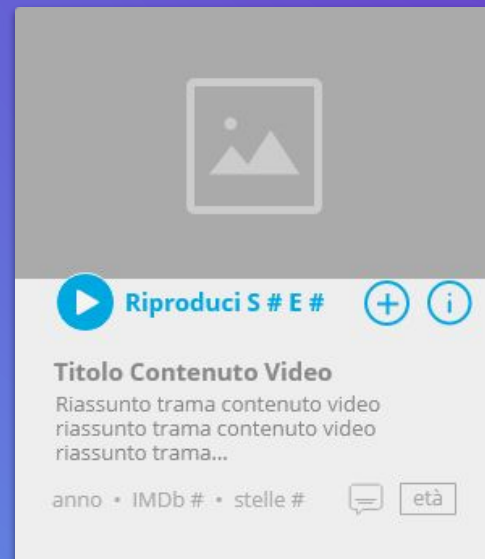 Riproduci S # E #
Titolo Contenuto Video
Riassunto trama contenuto video
riassunto trama contenuto video
riassunto trama...
anno • IMDb # • stelle # età